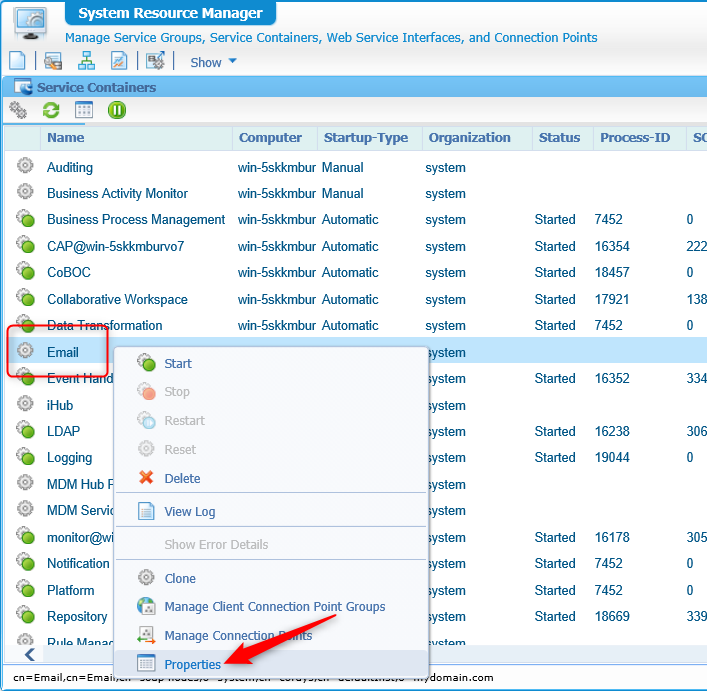 System Resource Manager
Manage Service Groups, Service Containers, Web Service Interfaces, and Connection Points
Show
Service Containers
Name Computer Startup-Type Organization Status Process-ID SO
Auditing win-5skkmbur Manual system
Business Activity Monitor win-5skkmbur Manual system
Business Process Management win-5skkmbur Automatic system Started 7452 0
CAP@win-5skkmburvo7 win-5skkmbur Automatic system Started 16354 222
CoBOC win-5skkmbur Automatic system Started 18457 0
Collaborative Workspace win-5skkmbur Automatic system Started 17921 138
Data Transformation win-5skkmbur Automatic system Started 7452 0
Email system
Event Hand system Started 16352 334
iHub system
LDAP system Started 16238 306
Logging system Started 19044 0
MDM Hub P system
MDM Servic system
monitor@wi system Started 16178 305
Notification system Started 7452 0
Platform system Started 7452 0
Repository system Started 18669 339
Rule Manag system
Start
Stop
Restart
Reset
Delete
View Log
Show Error Details
Clone
Manage Client Connection Point Groups
Manage Connection Points
Properties
cn=Email,cn=Email,cn=soap nodes,o=system,cn=cordys,cn=defaultInst,o=mydomain.com